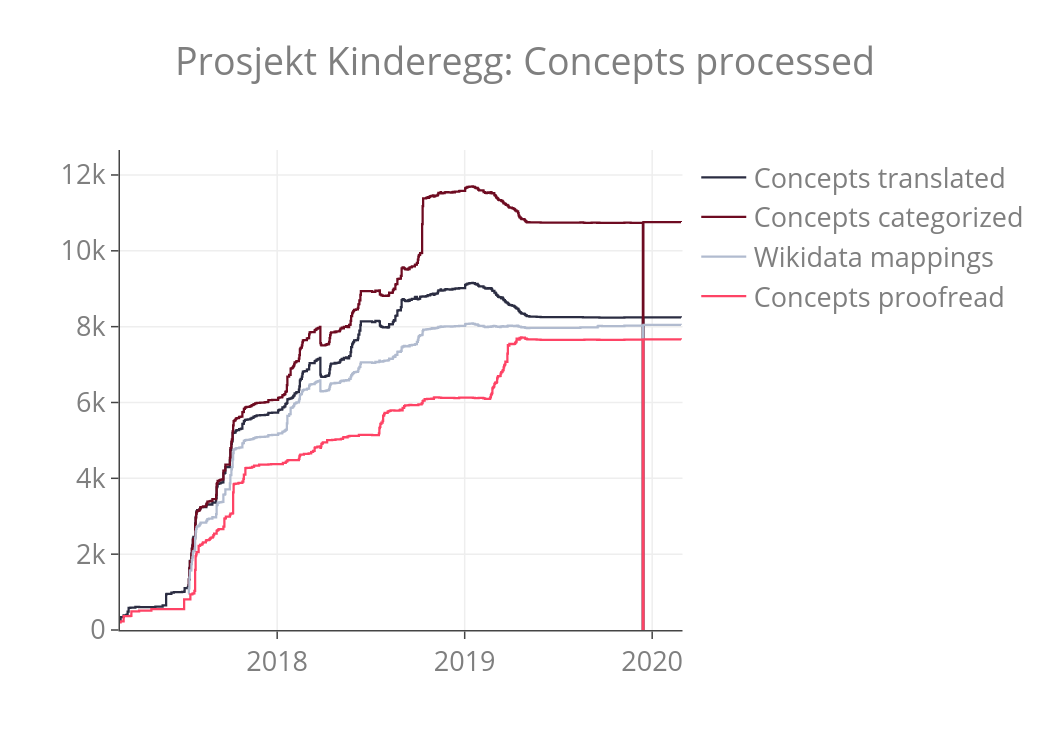 Prosjekt Kinderegg: Concepts processed
12k
10k
8k
6k
4k
2k
0
2018
2019
2020
Concepts translated
Concepts categorized
Wikidata mappings
Concepts proofread